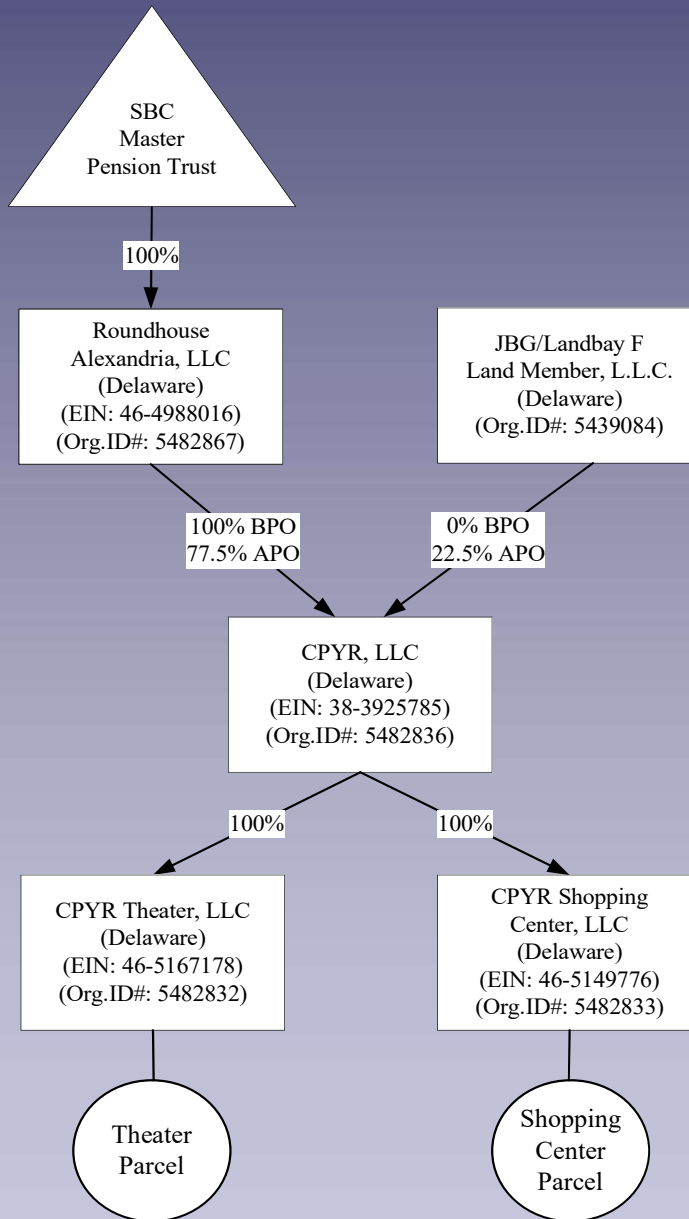 SBC
Master
Pension Trust
100%
Roundhouse
Alexandria, LLC
(Delaware)
(EIN: 46-4988016)
(Org.ID#: 5482867)
JBG/Landbay F
Land Member, L.L.C.
(Delaware)
(Org.ID#: 5439084)
100% BPO
77.5% APO
0% BPO
22.5% APO
CPYR, LLC
(Delaware)
(EIN: 38-3925785)
(Org.ID#: 5482836)
100%
100%
CPYR Theater, LLC
(Delaware)
(EIN: 46-5167178)
(Org.ID#: 5482832)
CPYR Shopping
Center, LLC
(Delaware)
(EIN: 46-5149776)
(Org.ID#: 5482833)
Theater
Parcel
Shopping
Center
Parcel